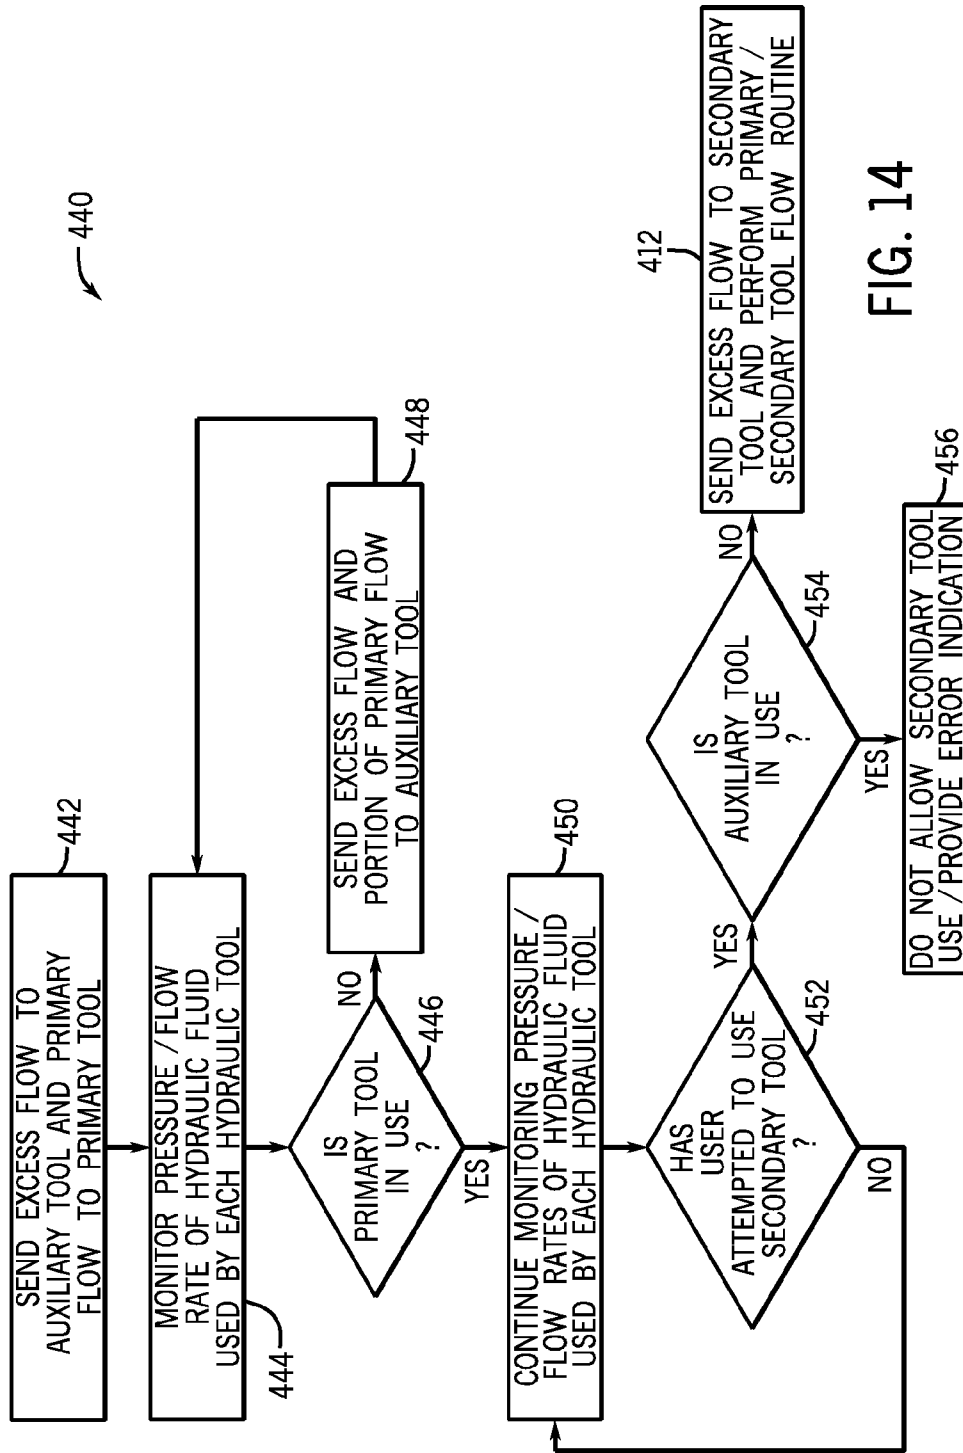 440
SEND EXCESS FLOW TO
AUXILIARY TOOL AND PRIMARY
FLOW TO PRIMARY TOOL
442
MONITOR PRESSURE/FLOW
RATE OF HYDRAULIC FLUID
USED BY EACH HYDRAULIC TOOL
444
IS
PRIMARY TOOL
IN USE
?
446
NO
YES
SEND EXCESS FLOW AND
PORTION OF PRIMARY FLOW
TO AUXILIARY TOOL
448
CONTINUE MONITORING PRESSURE/
FLOW RATES OF HYDRAULIC FLUID
USED BY EACH HYDRAULIC TOOL
450
HAS
USER
ATTEMPTED TO USE
SECONDARY TOOL
?
452
NO
YES
IS
AUXILIARY TOOL
IN USE
?
454
NO
YES
SEND EXCESS FLOW TO SECONDARY
TOOL AND PERFORM PRIMARY/
SECONDARY TOOL FLOW ROUTINE
412
DO NOT ALLOW SECONDARY TOOL
USE/PROVIDE ERROR INDICATION
456
FIG. 14